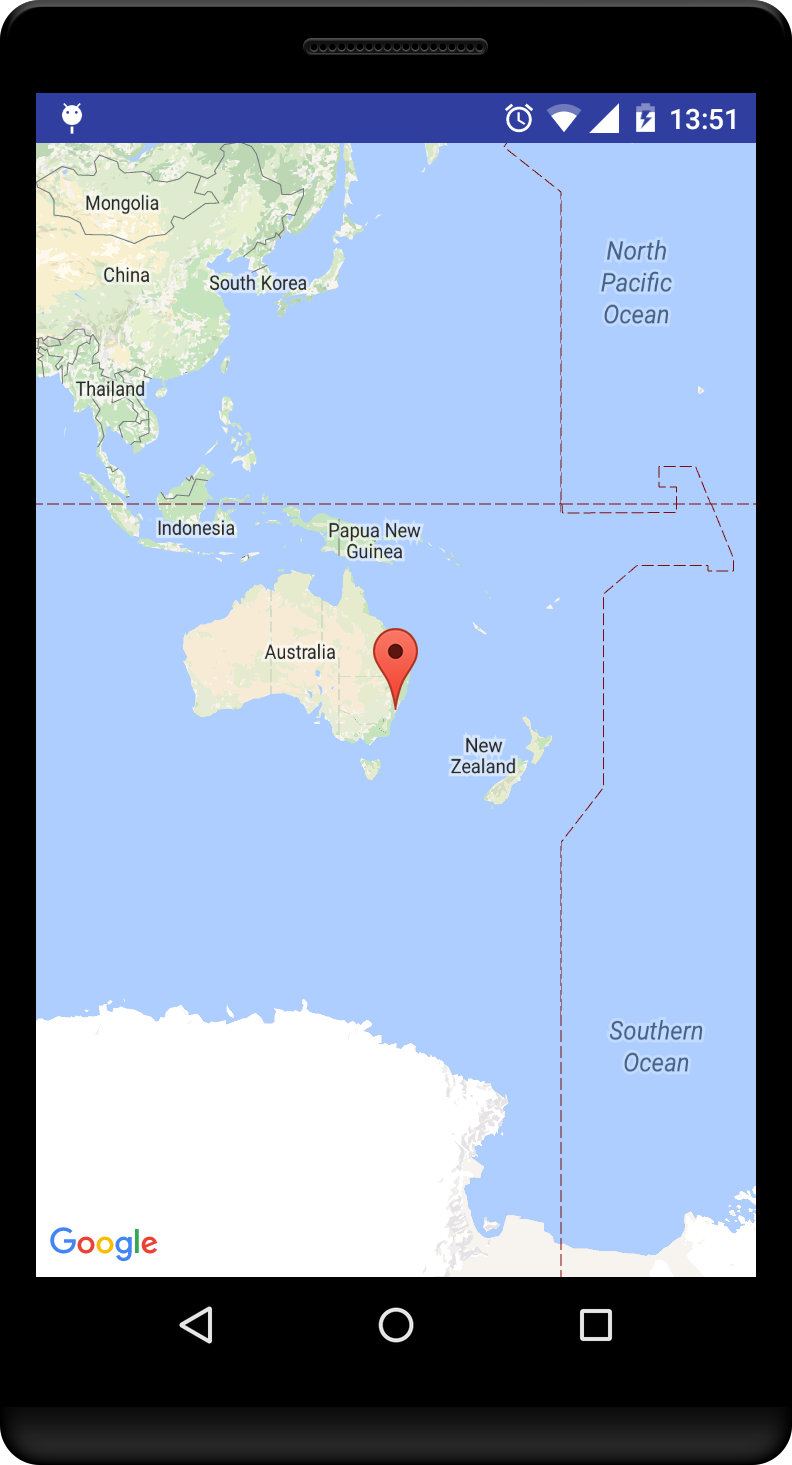 13:51
Mongolia
North
Pacific
Ocean
China
South Korea
Thailand
Indonesia
Papua New
Guinea
Australia
New
Zealand
Southern
Ocean
Google